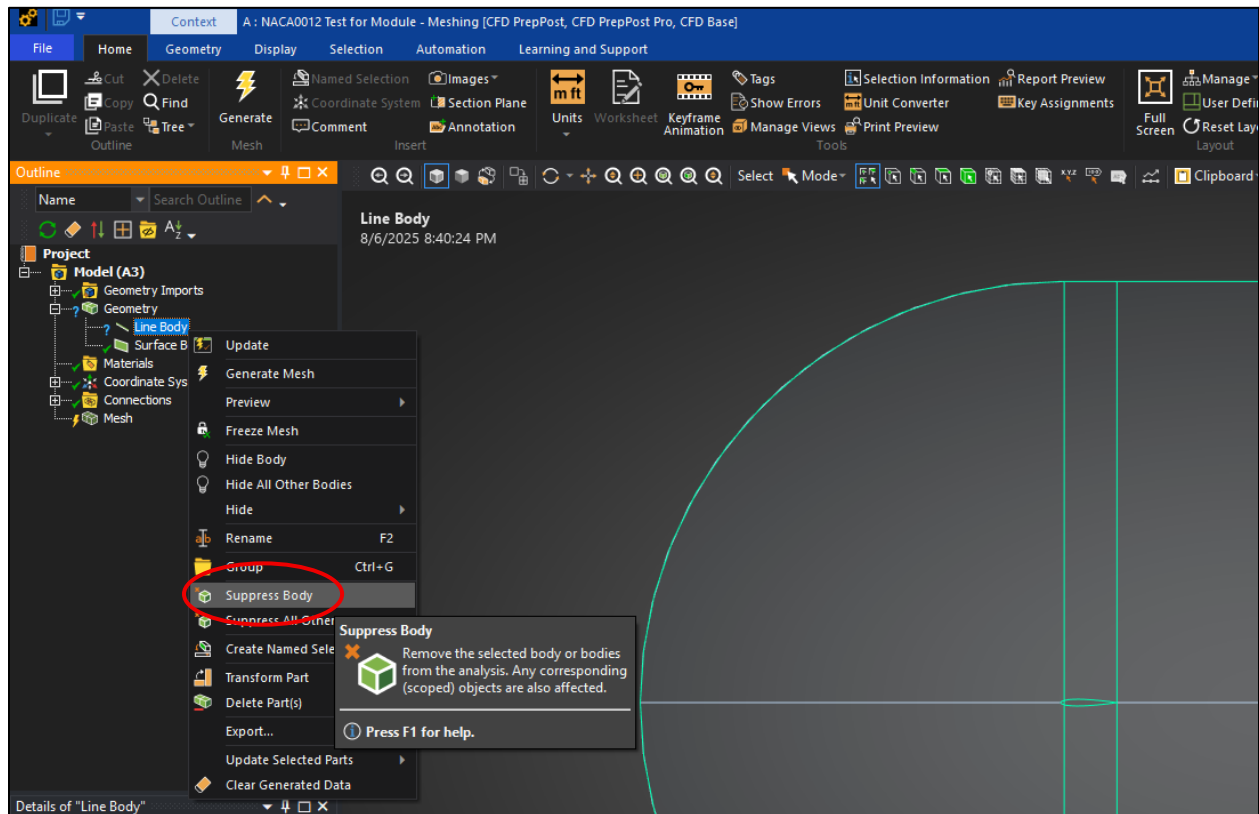 Context
A : NACA0012 Test for Module - Meshing [CFD PrepPost, CFD PrepPost Pro, CFD Base]
File Home Geometry Display Selection Automation Learning and Support
Duplicate
Cut
Copy
Paste
Delete
Find
Tree
Outline
Generate
Mesh
Named Selection
Coordinate System
Comment
Images
Section Plane
Annotation
Insert
m ft
Units
Worksheet
Keyframe
Animation
Tags
Show Errors
Manage Views
Selection Information
Unit Converter
Print Preview
Report Preview
Key Assignments
Tools
Full
Screen
Manage
User Defi
Reset Lay
Layout
Outline
Name
Search Outline
Select
Mode
Clipboard
Project
Model (A3)
Geometry Imports
Geometry
Line Body
Surface B
Materials
Coordinate Sys
Connections
Mesh
Line Body
8/6/2025 8:40:24 PM
Update
Generate Mesh
Preview
Freeze Mesh
Hide Body
Hide All Other Bodies
Hide
Rename F2
Group Ctrl+G
Suppress Body
Suppress All Other
Create Named Sele
Transform Part
Delete Part(s)
Export...
Update Selected Parts
Clear Generated Data
Suppress Body
Remove the selected body or bodies
from the analysis. Any corresponding
(scoped) objects are also affected.
Press F1 for help.
Details of "Line Body"